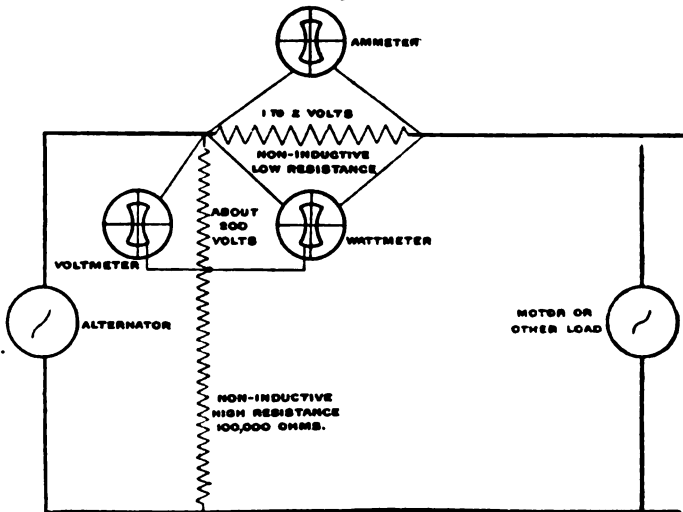 AMMETER
1 TO 2 VOLTS
NON-INDUCTIVE
LOW RESISTANCE
ABOUT
200
VOLTS
VOLTMETER
WATTMETER
ALTERNATOR
MOTOR OR
OTHER LOAD
NON-INDUCTIVE
HIGH RESISTANCE
100,000 OHMS.